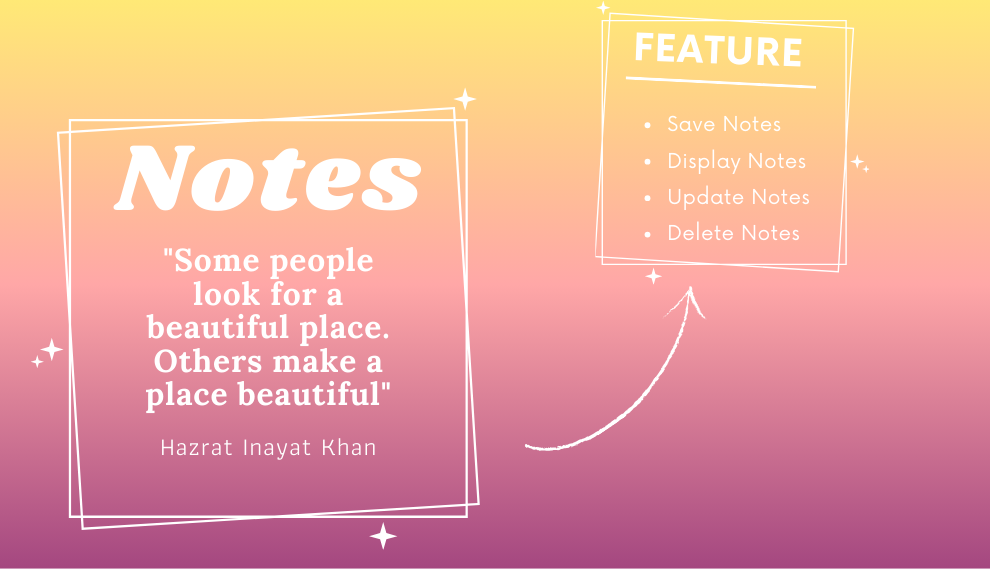 Notes
"Some people
look for a
beautiful place.
Others make a
place beautiful"
Hazrat Inayat Khan
FEATURE
• Save Notes
• Display Notes
• Update Notes
• Delete Notes